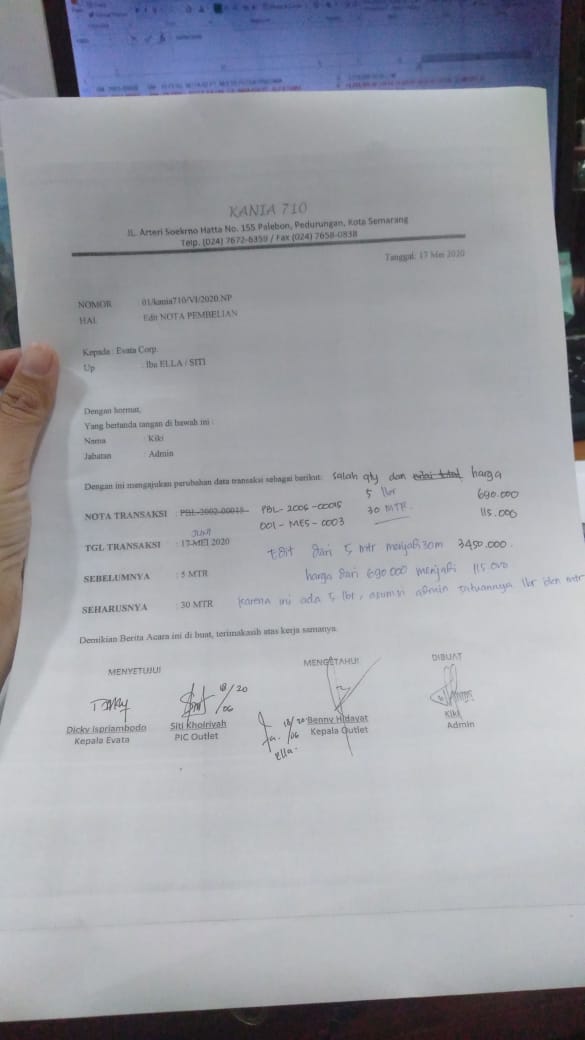 KANIA 710
JL. Arteri Soekrno Hatta No. 155 Palebon, Pedurungan, Kota Semarang
Telp. (024) 7672-6359 / Fax (024) 7658-0838
Tanggal: 17 Mei 2020
NOMOR 01/kania710/VI/2020.NP
HAL Edit NOTA PEMBELIAN
Kepada : Evata Corp.
Up : Ibu ELLA / SITI
Dengan hormat,
Yang bertanda tangan di bawah ini :
Nama : Kiki
Jabatan : Admin
Dengan ini mengajukan perubahan data transaksi sebagai berikut: Salah qty dan nilai total harga
5 lbr 690.000
NOTA TRANSAKSI : PBL-2002-00018 PBL-2006-00015 30 MTR 115.000
001-MES-0003
Juni
TGL TRANSAKSI : 17-MEI 2020
Edit dari 5 mtr menjadi 30m 3450.000.
SEBELUMNYA : 5 MTR harga dari 690.000 menjadi 115.000
SEHARUSNYA : 30 MTR karena ini ada 5 lbr, asumsi admin satuannya lbr dan mtr
Demikian Berita Acara ini di buat, terimakasih atas kerja samanya.
MENYETUJUI MENGETAHUI DIBUAT
18/06 20
Dicky Ispriambodo Siti Khoiriyah Benny Hidayat Kiki
Kepala Evata PIC Outlet Kepala Outlet Admin
18/06 20
Ella.